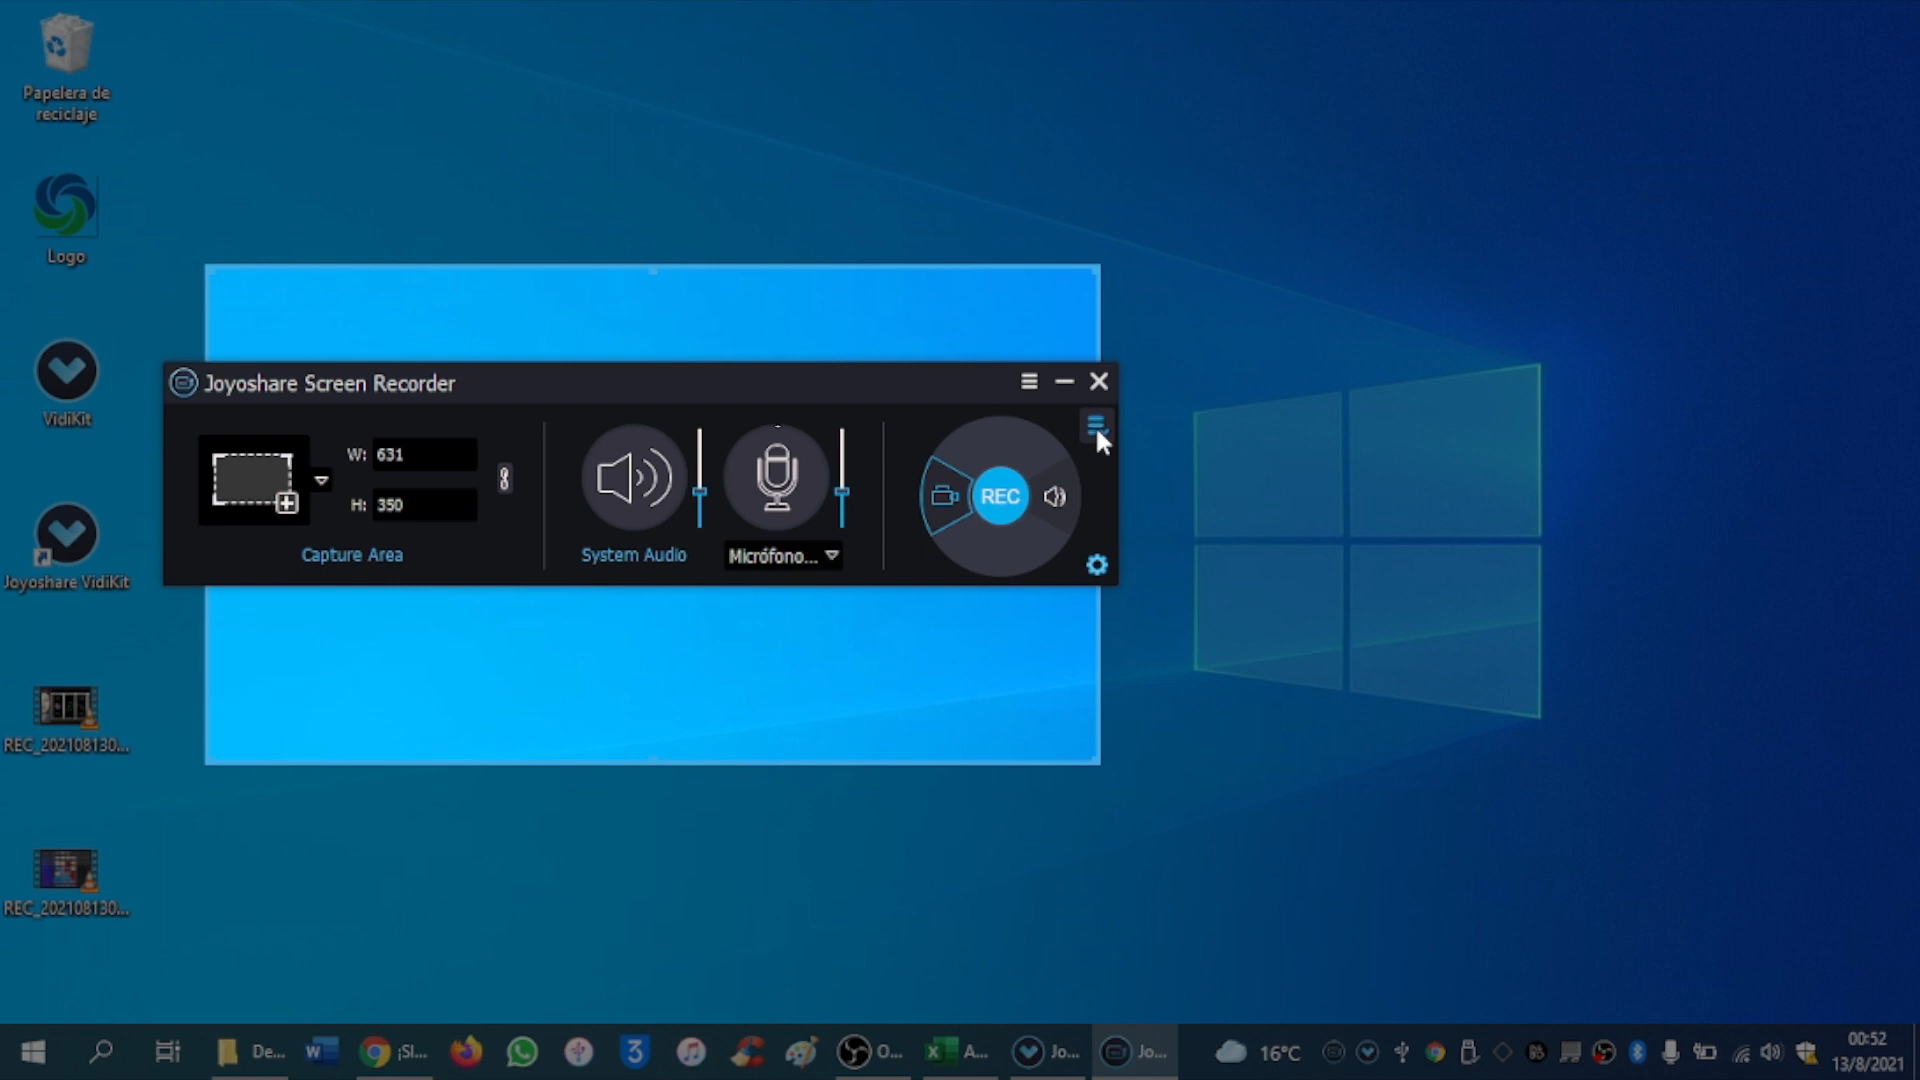 Papelera de
reciclaje
Logo
VidiKit
Joyoshare VidiKit
REC_202108130...
REC_202108130...
Joyoshare Screen Recorder
W: 631
H: 350
Capture Area
System Audio
Micrófono...
REC
De...
W
¡Sl...
3
O...
X
A...
Jo...
Jo...
16°C
00:52
13/8/2021